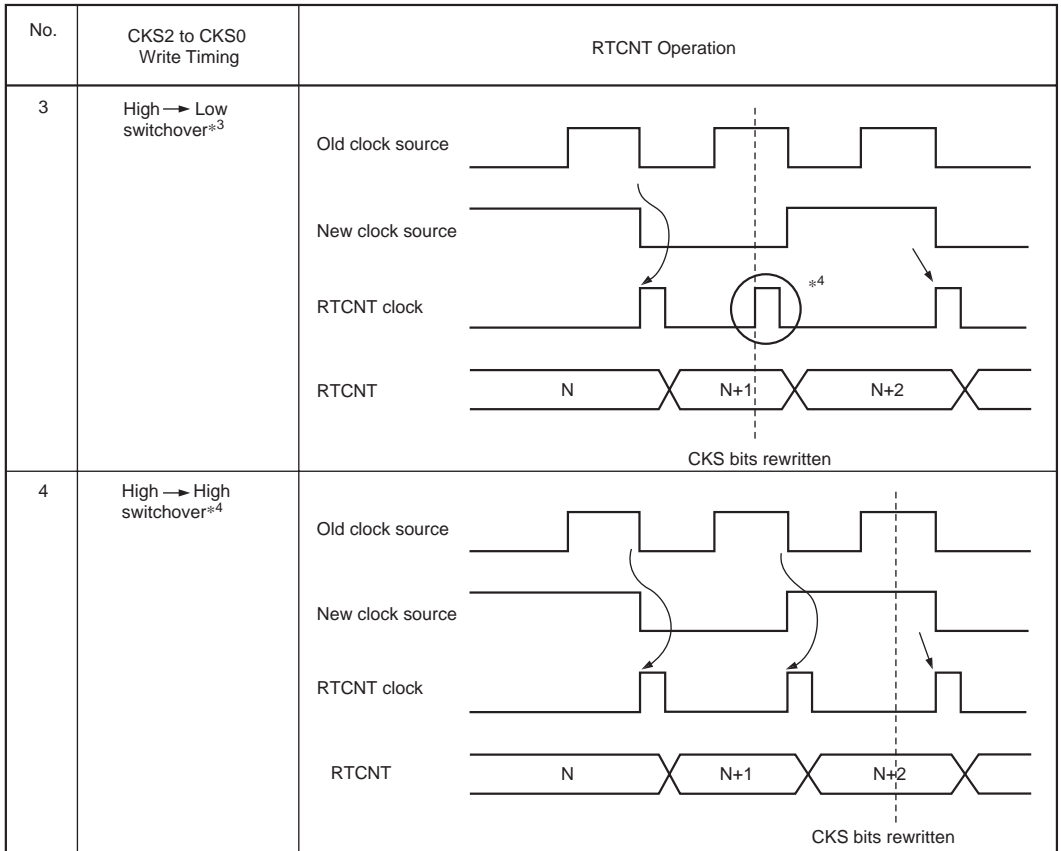 No.
CKS2 to CKS0
Write Timing
RTCNT Operation
3
High → Low
switchover*3
Old clock source
New clock source
RTCNT clock
*4
RTCNT
N
N+1
N+2
CKS bits rewritten
4
High → High
switchover*4
Old clock source
New clock source
RTCNT clock
RTCNT
N
N+1
N+2
CKS bits rewritten